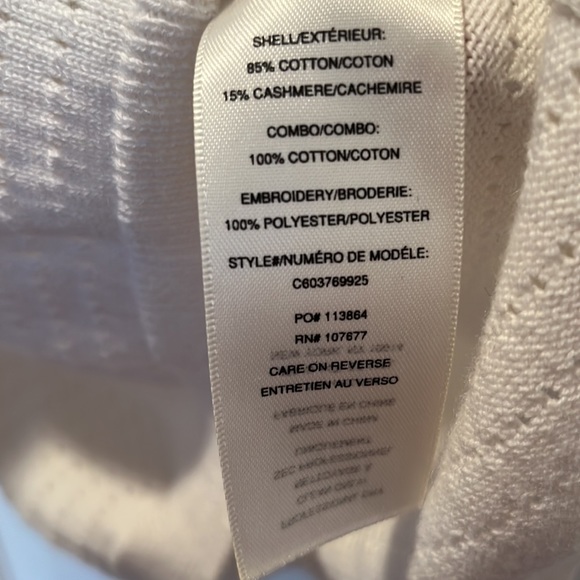 SHELL/EXTÉRIEUR:
85% COTTON/COTON
15% CASHMERE/CACHEMIRE
COMBO/COMBO:
100% COTTON/COTON
EMBROIDERY/BRODERIE:
100% POLYESTER/POLYESTER
STYLE#/NUMÉRO DE MODÉLE:
C603769925
PO# 113864
RN# 107677
CARE ON REVERSE
ENTRETIEN AU VERSO